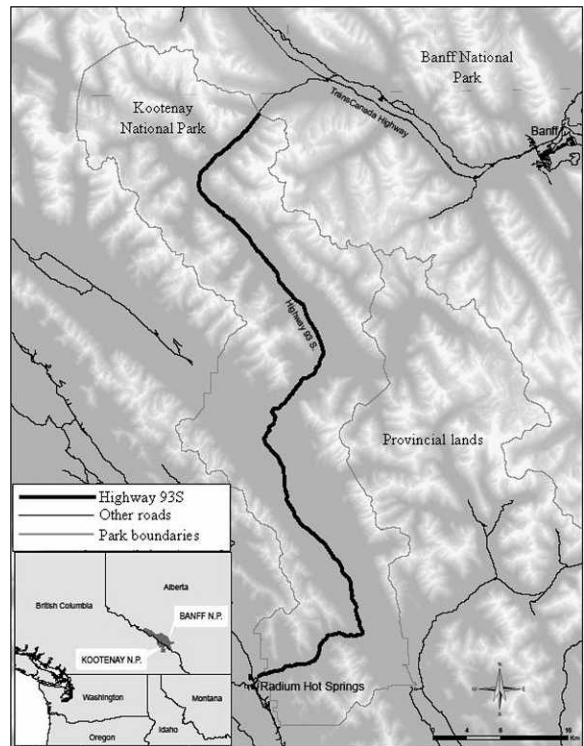 Banff National
Park
Kootenay
National Park
TransCanada Highway
Banff
Highway 93 S.
Provincial lands
Highway 93S
Other roads
Park boundaries
Alberta
British Columbia
BANFF N.P.
KOOTENAY N.P.
Washington
Montana
Oregon
Idaho
Radium Hot Springs
N